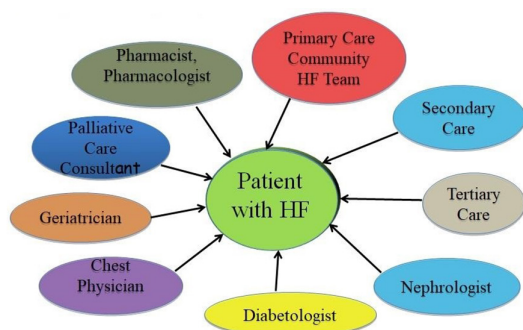 Pharmacist,
Pharmacologist
Primary Care
Community
HF Team
Secondary
Care
Palliative
Care
Consultant
Patient
with HF
Tertiary
Care
Geriatrician
Chest
Physician
Nephrologist
Diabetologist